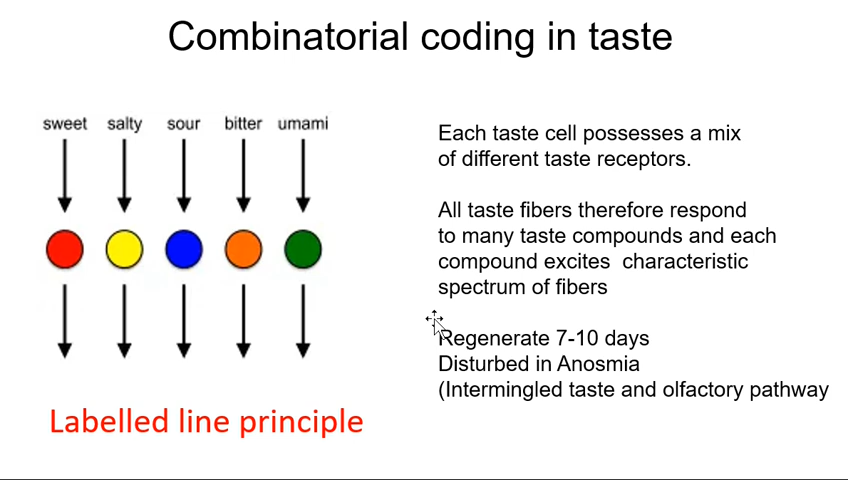 Combinatorial coding in taste
sweet salty sour bitter umami
Labelled line principle
Each taste cell possesses a mix
of different taste receptors.
All taste fibers therefore respond
to many taste compounds and each
compound excites characteristic
spectrum of fibers
Regenerate 7-10 days
Disturbed in Anosmia
(Intermingled taste and olfactory pathway